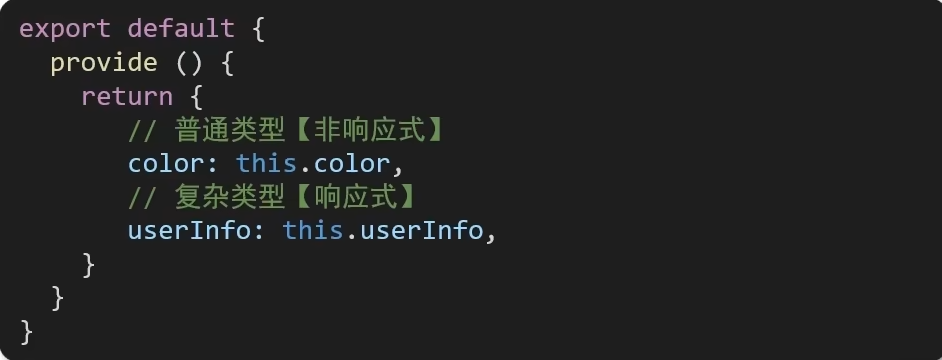 export default {
  provide () {
    return {
       // 普通类型【非响应式】
       color: this.color,
       // 复杂类型【响应式】
       userInfo: this.userInfo,
    }
  }
}